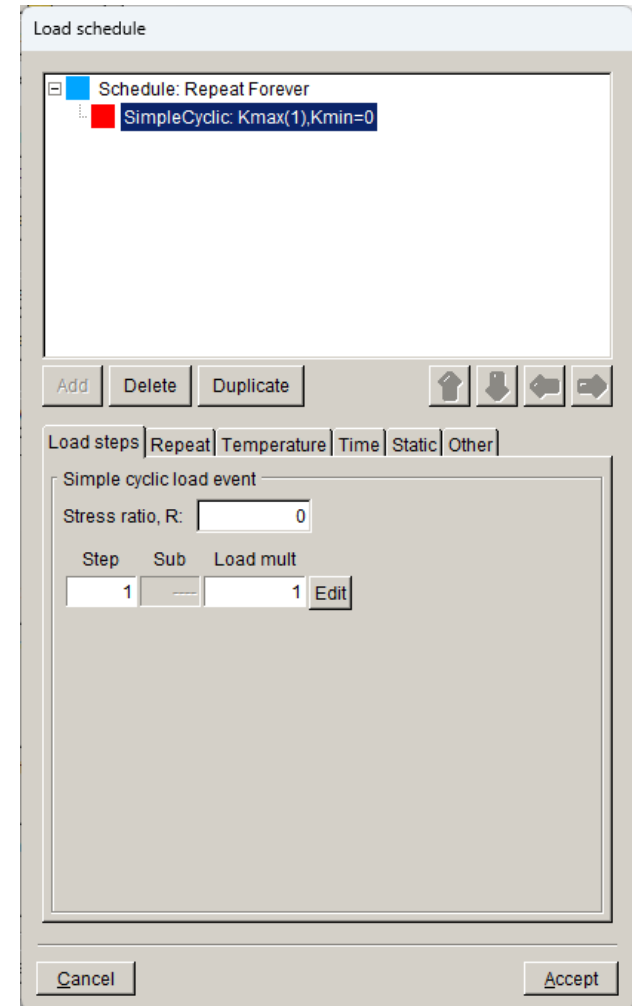 Load schedule
Schedule: Repeat Forever
SimpleCyclic: Kmax(1),Kmin=0
Add Delete Duplicate
Load steps Repeat Temperature Time Static Other
Simple cyclic load event
Stress ratio, R: 0
Step Sub Load mult
1 ---- 1 Edit
Cancel Accept